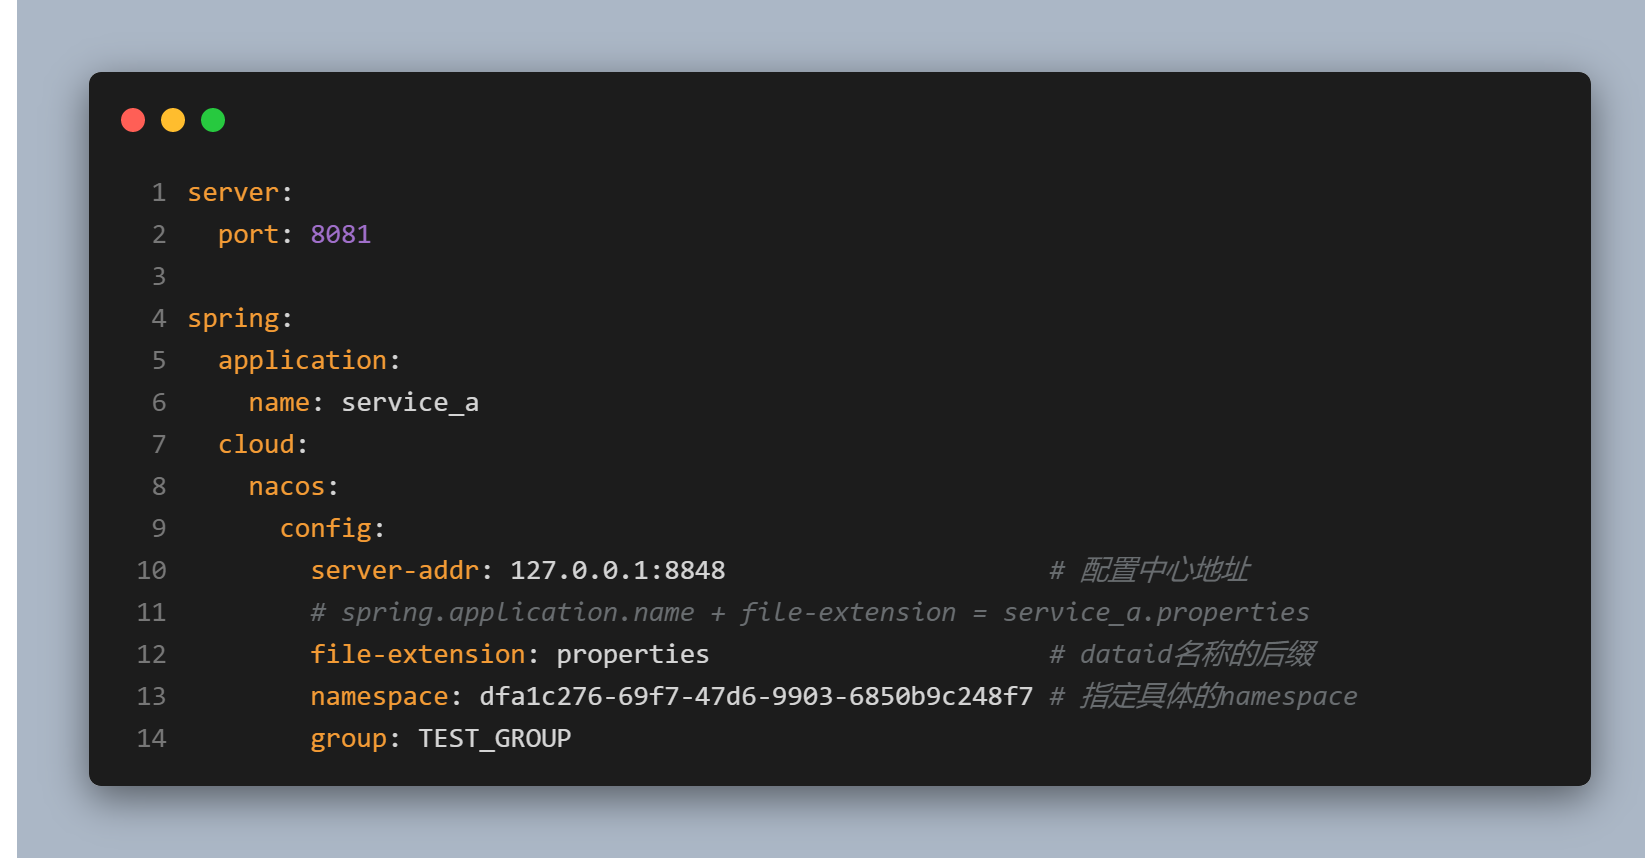 1 server:
2   port: 8081
3
4 spring:
5   application:
6     name: service_a
7   cloud:
8     nacos:
9       config:
10         server-addr: 127.0.0.1:8848                     # 配置中心地址
11         # spring.application.name + file-extension = service_a.properties
12         file-extension: properties                      # dataid名称的后缀
13         namespace: dfa1c276-69f7-47d6-9903-6850b9c248f7 # 指定具体的namespace
14         group: TEST_GROUP